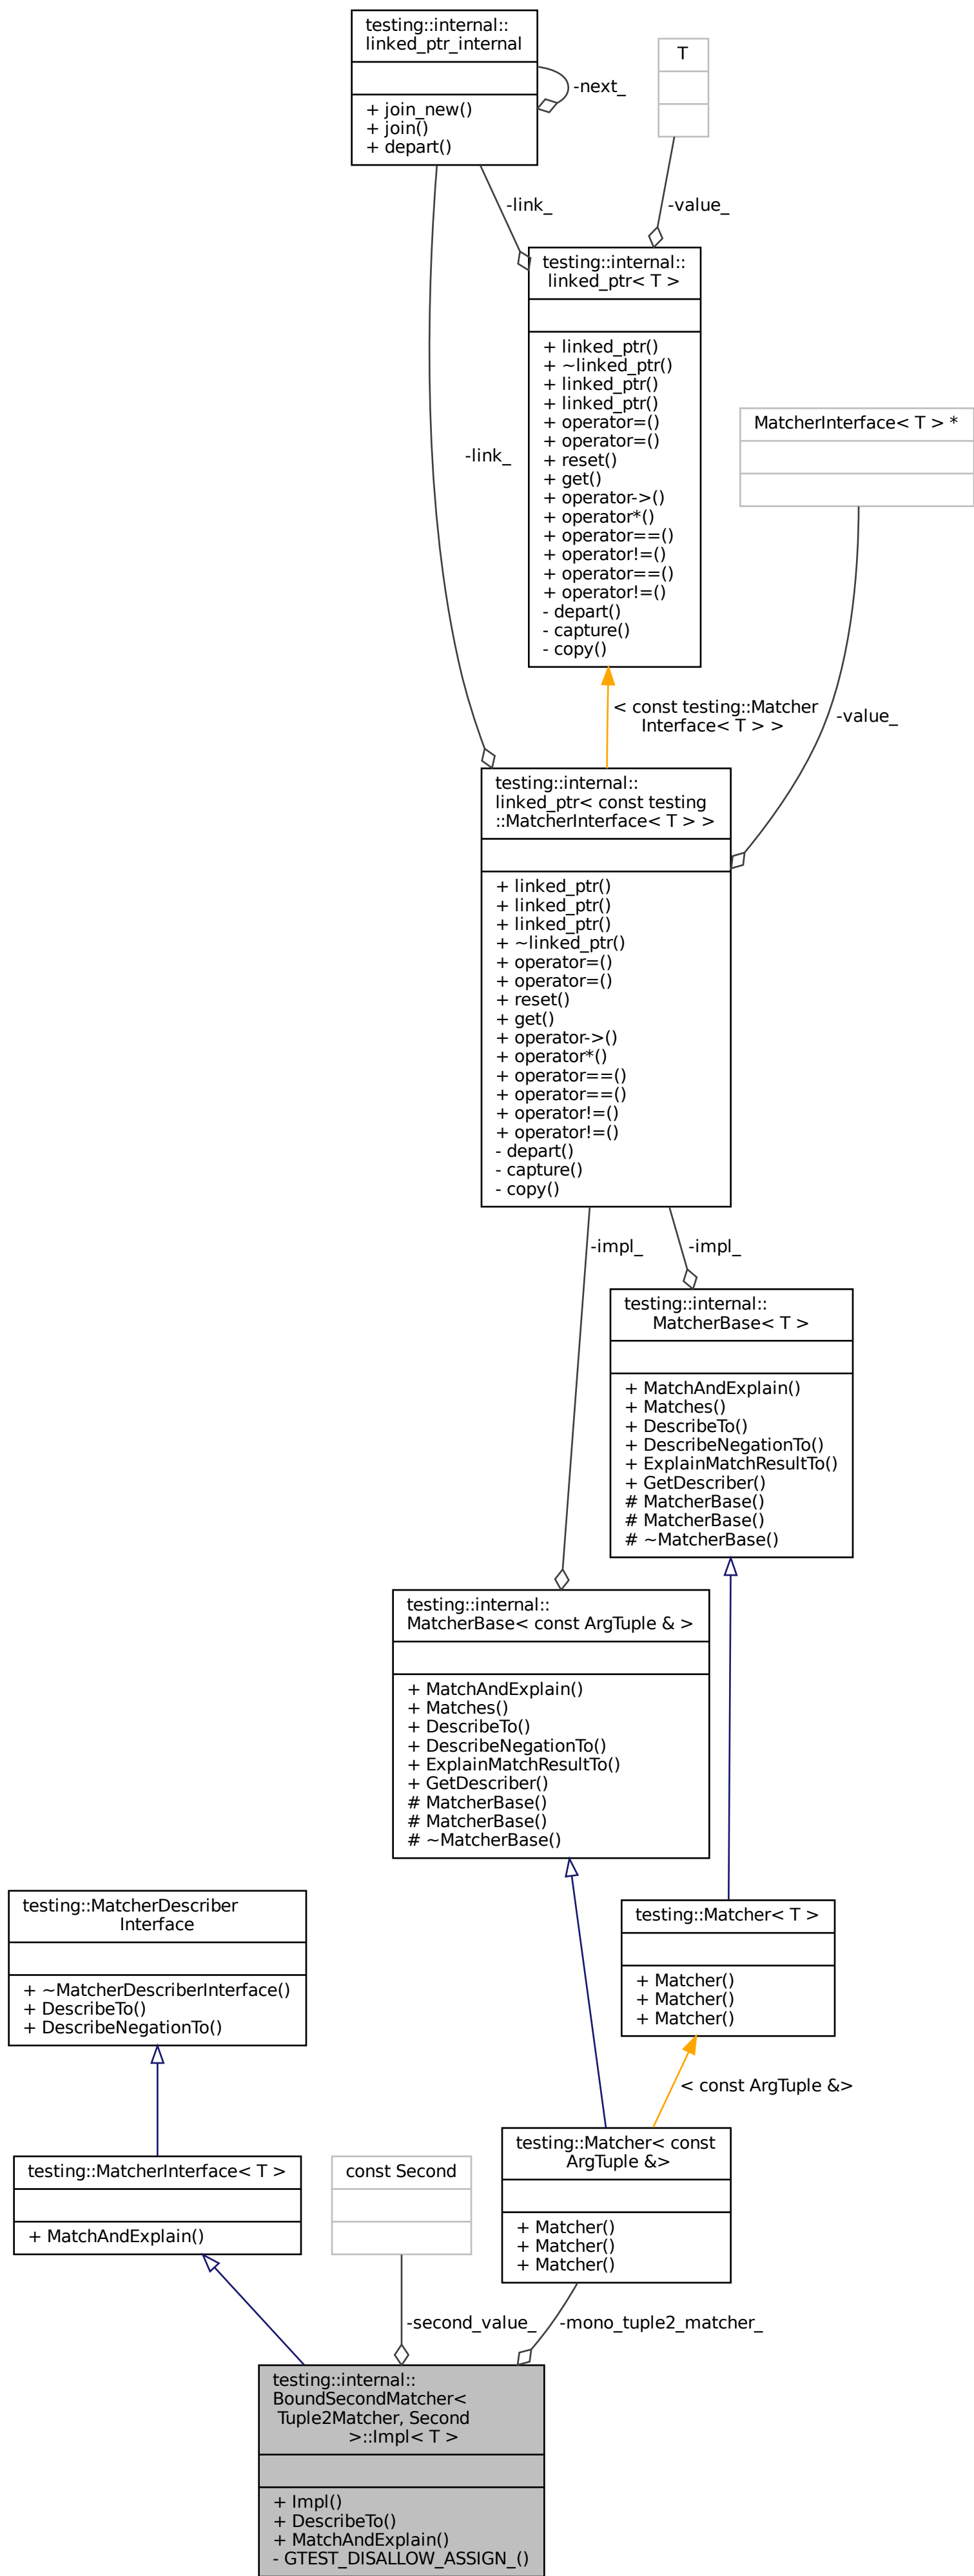 testing::internal::
linked_ptr_internal
+ join_new()
+ join()
+ depart()
-next_
T
-link_
-value_
testing::internal::
linked_ptr< T >
+ linked_ptr()
+ ~linked_ptr()
+ linked_ptr()
+ linked_ptr()
+ operator=()
+ operator=()
+ reset()
+ get()
+ operator->()
+ operator*()
+ operator==()
+ operator!=()
+ operator==()
+ operator!=()
- depart()
- capture()
- copy()
MatcherInterface< T > *
-link_
< const testing::Matcher
Interface< T > >
-value_
testing::internal::
linked_ptr< const testing
::MatcherInterface< T > >
+ linked_ptr()
+ linked_ptr()
+ linked_ptr()
+ ~linked_ptr()
+ operator=()
+ operator=()
+ reset()
+ get()
+ operator->()
+ operator*()
+ operator==()
+ operator==()
+ operator!=()
+ operator!=()
- depart()
- capture()
- copy()
-impl_
-impl_
testing::internal::
MatcherBase< T >
+ MatchAndExplain()
+ Matches()
+ DescribeTo()
+ DescribeNegationTo()
+ ExplainMatchResultTo()
+ GetDescriber()
# MatcherBase()
# MatcherBase()
# ~MatcherBase()
testing::internal::
MatcherBase< const ArgTuple & >
+ MatchAndExplain()
+ Matches()
+ DescribeTo()
+ DescribeNegationTo()
+ ExplainMatchResultTo()
+ GetDescriber()
# MatcherBase()
# MatcherBase()
# ~MatcherBase()
testing::MatcherDescriber
Interface
+ ~MatcherDescriberInterface()
+ DescribeTo()
+ DescribeNegationTo()
testing::Matcher< T >
+ Matcher()
+ Matcher()
+ Matcher()
< const ArgTuple &>
testing::MatcherInterface< T >
+ MatchAndExplain()
const Second
testing::Matcher< const
ArgTuple &>
+ Matcher()
+ Matcher()
+ Matcher()
-second_value_
-mono_tuple2_matcher_
testing::internal::
BoundSecondMatcher<
Tuple2Matcher, Second
>::Impl< T >
+ Impl()
+ DescribeTo()
+ MatchAndExplain()
- GTEST_DISALLOW_ASSIGN_()